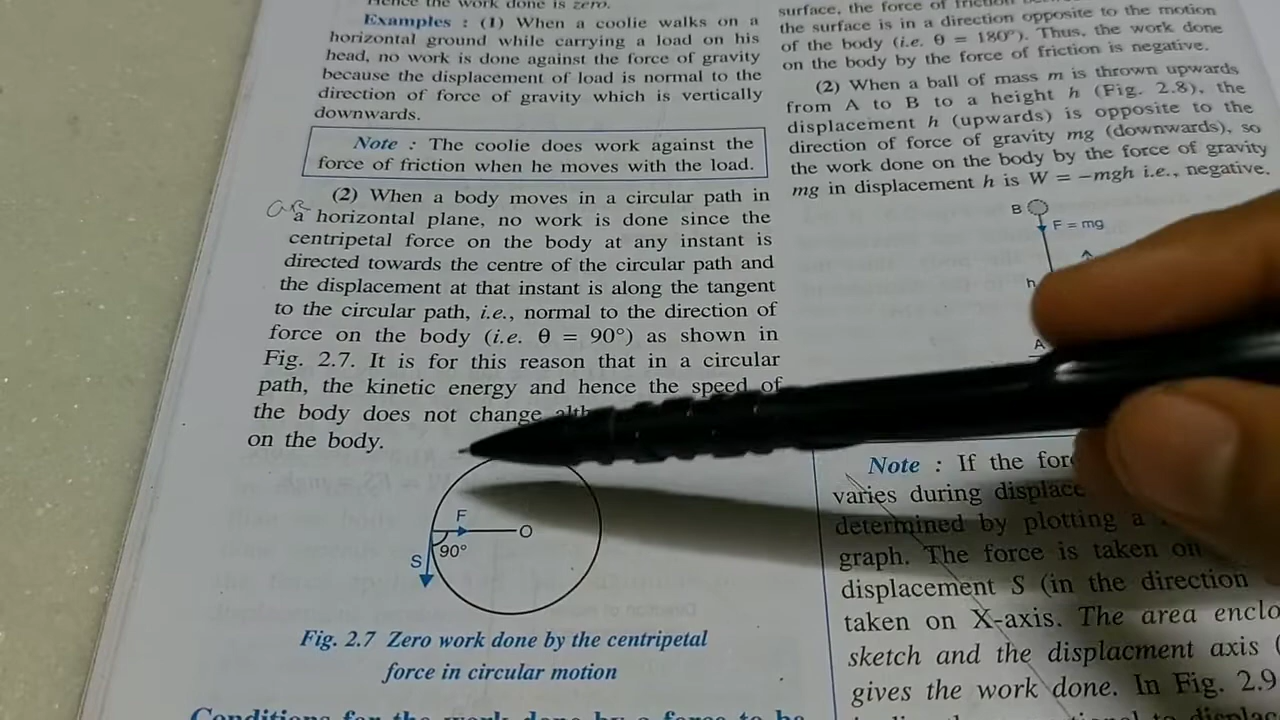 Hence the work done is zero.
Examples : (1) When a coolie walks on a
horizontal ground while carrying a load on his
head, no work is done against the force of gravity
because the displacement of load is normal to the
direction of force of gravity which is vertically
downwards.
Note : The coolie does work against the
force of friction when he moves with the load.
(2) When a body moves in a circular path in
a horizontal plane, no work is done since the
centripetal force on the body at any instant is
directed towards the centre of the circular path and
the displacement at that instant is along the tangent
to the circular path, i.e., normal to the direction of
force on the body (i.e. θ = 90°) as shown in
Fig. 2.7. It is for this reason that in a circular
path, the kinetic energy and hence the speed of
the body does not change
on the body.
F
O
90°
S
Fig. 2.7 Zero work done by the centripetal
force in circular motion
Conditions for the work done by a force to be
surface, the force of friction
the surface is in a direction opposite to the motion
of the body (i.e. θ = 180°). Thus, the work done
on the body by the force of friction is negative.
(2) When a ball of mass m is thrown upwards
from A to B to a height h (Fig. 2.8), the
displacement h (upwards) is opposite to the
direction of force of gravity mg (downwards), so
the work done on the body by the force of gravity
mg in displacement h is W = −mgh i.e., negative.
B
F = mg
h
A
Note : If the
varies during
determined by plotting a
graph. The force is taken on
displacement S (in the direction
taken on X-axis. The area
sketch and the displacment axis
gives the work done. In Fig. 2.9